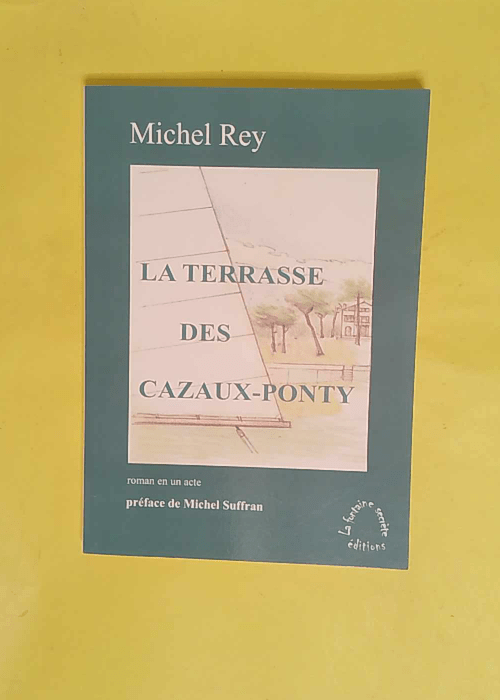 Michel Rey
LA TERRASSE
DES
CAZAUX-PONTY
roman en un acte
préface de Michel Suffran
La fontaine secrète
éditions